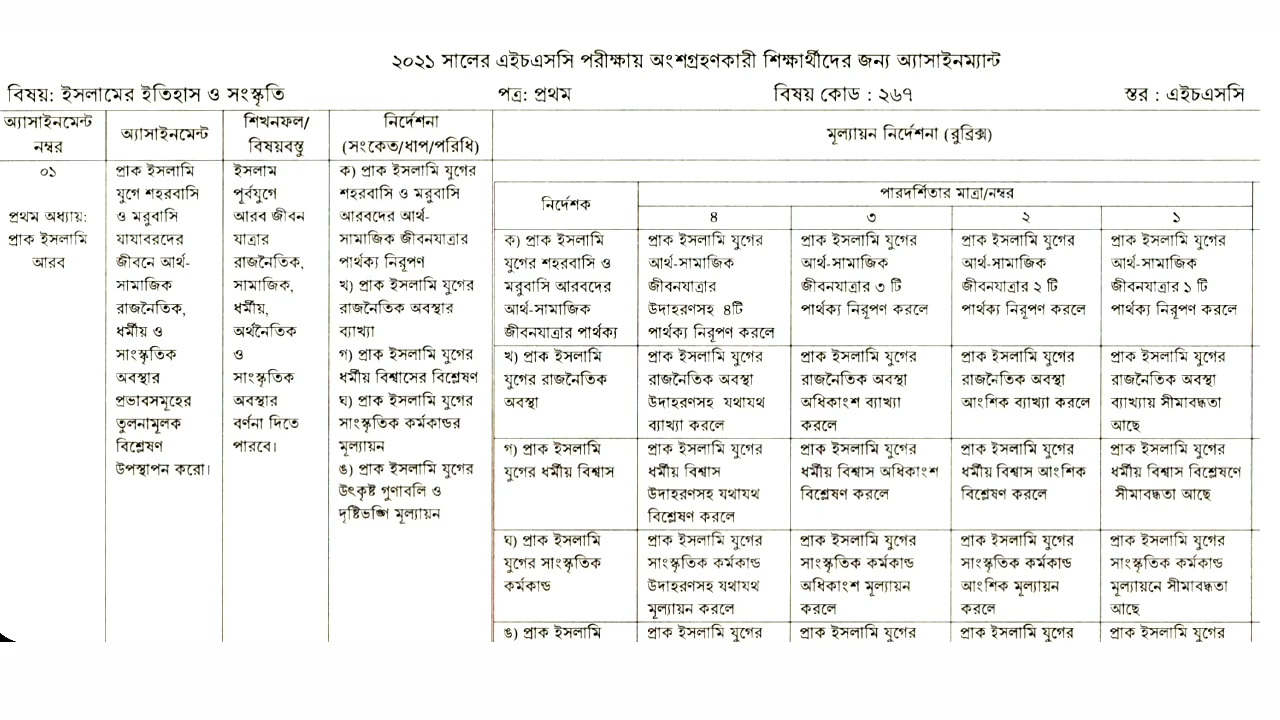 ২০২১ সালের এইচএসসি পরীক্ষায় অংশগ্রহণকারী শিক্ষার্থীদের জন্য অ্যাসাইনম্যান্ট
বিষয়: ইসলামের ইতিহাস ও সংস্কৃতি পত্র: প্রথম বিষয় কোড : ২৬৭ স্তর : এইচএসসি
অ্যাসাইনমেন্ট
নম্বর
অ্যাসাইনমেন্ট
শিখনফল/
বিষয়বস্তু
নির্দেশনা
(সংকেত/ধাপ/পরিধি)
মূল্যায়ন নির্দেশনা (রুব্রিক্স)
০১
প্রথম অধ্যায়:
প্রাক ইসলামি
আরব
প্রাক ইসলামি
যুগে শহরবাসি
ও মরুবাসি
যাযাবরদের
জীবনে আর্থ-
সামাজিক
রাজনৈতিক,
ধর্মীয় ও
সাংস্কৃতিক
অবস্থার
প্রভাবসমূহের
তুলনামূলক
বিশ্লেষণ
উপস্থাপন করো।
ইসলাম
পূর্বযুগে
আরব জীবন
যাত্রার
রাজনৈতিক,
সামাজিক,
ধর্মীয়,
অর্থনৈতিক
ও
সাংস্কৃতিক
অবস্থার
বর্ণনা দিতে
পারবে।
ক) প্রাক ইসলামি যুগের
শহরবাসি ও মরুবাসি
আরবদের আর্থ-
সামাজিক জীবনযাত্রার
পার্থক্য নিরূপণ
খ) প্রাক ইসলামি যুগের
রাজনৈতিক অবস্থার
ব্যাখ্যা
গ) প্রাক ইসলামি যুগের
ধর্মীয় বিশ্বাসের বিশ্লেষণ
ঘ) প্রাক ইসলামি যুগের
সাংস্কৃতিক কর্মকান্ডর
মূল্যায়ন
ঙ) প্রাক ইসলামি যুগের
উৎকৃষ্ট গুণাবলি ও
দৃষ্টিভঙ্গি মূল্যায়ন
নির্দেশক
পারদর্শিতার মাত্রা/নম্বর
৪ ৩ ২ ১
ক) প্রাক ইসলামি
যুগের শহরবাসি ও
মরুবাসি আরবদের
আর্থ-সামাজিক
জীবনযাত্রার পার্থক্য
প্রাক ইসলামি যুগের
আর্থ-সামাজিক
জীবনযাত্রার
উদাহরণসহ ৪টি
পার্থক্য নিরূপণ করলে
প্রাক ইসলামি যুগের
আর্থ-সামাজিক
জীবনযাত্রার ৩ টি
পার্থক্য নিরূপণ করলে
প্রাক ইসলামি যুগের
আর্থ-সামাজিক
জীবনযাত্রার ২ টি
পার্থক্য নিরূপণ করলে
প্রাক ইসলামি যুগের
আর্থ-সামাজিক
জীবনযাত্রার ১ টি
পার্থক্য নিরূপণ করলে
খ) প্রাক ইসলামি
যুগের রাজনৈতিক
অবস্থা
প্রাক ইসলামি যুগের
রাজনৈতিক অবস্থা
উদাহরণসহ যথাযথ
ব্যাখ্যা করলে
প্রাক ইসলামি যুগের
রাজনৈতিক অবস্থা
অধিকাংশ ব্যাখ্যা
করলে
প্রাক ইসলামি যুগের
রাজনৈতিক অবস্থা
আংশিক ব্যাখ্যা করলে
প্রাক ইসলামি যুগের
রাজনৈতিক অবস্থা
ব্যাখ্যায় সীমাবদ্ধতা
আছে
গ) প্রাক ইসলামি
যুগের ধর্মীয় বিশ্বাস
প্রাক ইসলামি যুগের
ধর্মীয় বিশ্বাস
উদাহরণসহ যথাযথ
বিশ্লেষণ করলে
প্রাক ইসলামি যুগের
ধর্মীয় বিশ্বাস অধিকাংশ
বিশ্লেষণ করলে
প্রাক ইসলামি যুগের
ধর্মীয় বিশ্বাস আংশিক
বিশ্লেষণ করলে
প্রাক ইসলামি যুগের
ধর্মীয় বিশ্বাস বিশ্লেষণে
সীমাবদ্ধতা আছে
ঘ) প্রাক ইসলামি
যুগের সাংস্কৃতিক
কর্মকান্ড
প্রাক ইসলামি যুগের
সাংস্কৃতিক কর্মকান্ড
উদাহরণসহ যথাযথ
মূল্যায়ন করলে
প্রাক ইসলামি যুগের
সাংস্কৃতিক কর্মকান্ড
অধিকাংশ মূল্যায়ন
করলে
প্রাক ইসলামি যুগের
সাংস্কৃতিক কর্মকান্ড
আংশিক মূল্যায়ন
করলে
প্রাক ইসলামি যুগের
সাংস্কৃতিক কর্মকান্ড
মূল্যায়নে সীমাবদ্ধতা
আছে
ঙ) প্রাক ইসলামি
প্রাক ইসলামি যুগের
প্রাক ইসলামি যুগের
প্রাক ইসলামি যুগের
প্রাক ইসলামি যুগের